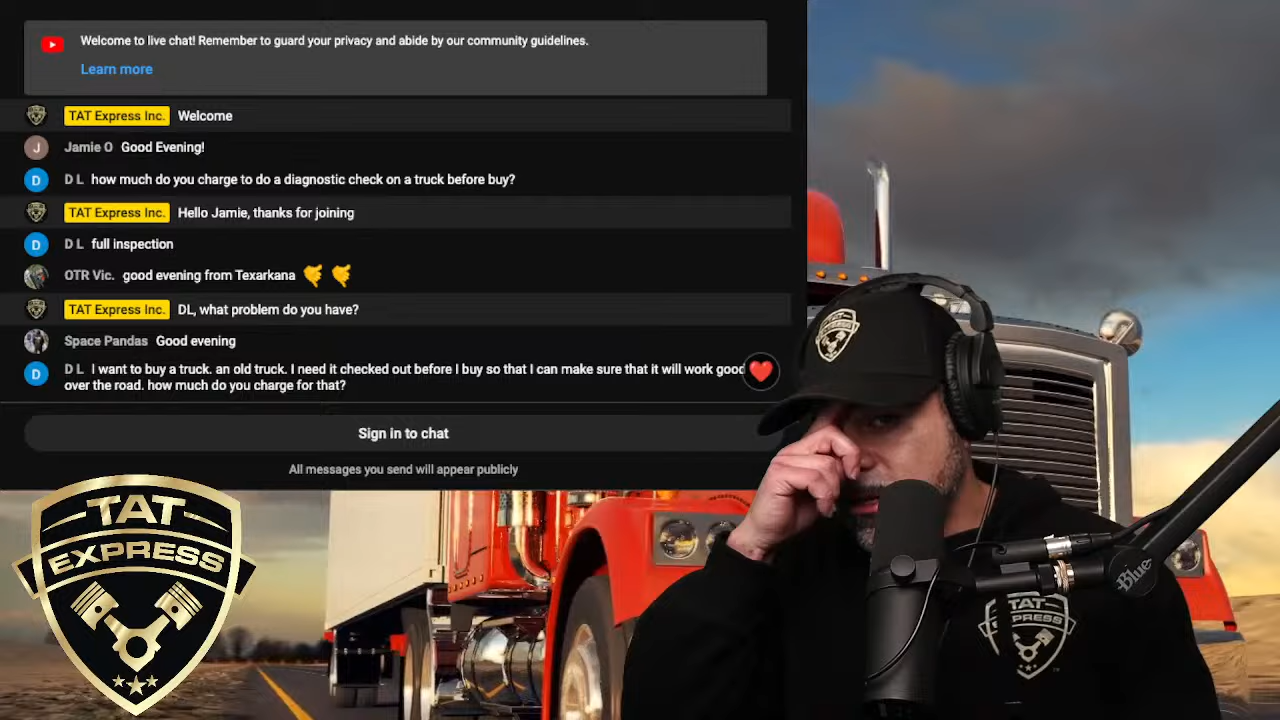 Welcome to live chat! Remember to guard your privacy and abide by our community guidelines.
Learn more
TAT Express Inc. Welcome
J Jamie O Good Evening!
D D L how much do you charge to do a diagnostic check on a truck before buy?
TAT Express Inc. Hello Jamie, thanks for joining
D D L full inspection
OTR Vic. good evening from Texarkana
TAT Express Inc. DL, what problem do you have?
Space Pandas Good evening
D D L I want to buy a truck. an old truck. I need it checked out before I buy so that I can make sure that it will work good
over the road. how much do you charge for that?
Sign in to chat
All messages you send will appear publicly
TAT
EXPRESS
Blue
TAT
EXPRESS